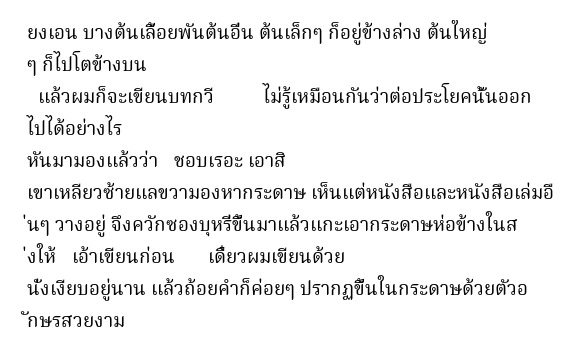 ยงเอน บางต้นเลื้อยพันต้นอื่น ต้นเล็กๆ ก็อยู่ข้างล่าง ต้นใหญ่
ๆ ก็ไปโตข้างบน
แล้วผมก็จะเขียนบทกวี ไม่รู้เหมือนกันว่าต่อประโยคนั้นออก
ไปได้อย่างไร
หันมามองแล้วว่า ชอบเรอะ เอาสิ
เขาเหลียวซ้ายแลขวามองหากระดาษ เห็นแต่หนังสือและหนังสือเล่มอื
่นๆ วางอยู่ จึงควักซองบุหรี่ขึ้นมาแล้วแกะเอากระดาษห่อข้างในส
่งให้ เอ้าเขียนก่อน เดี๋ยวผมเขียนด้วย
นั่งเงียบอยู่นาน แล้วถ้อยคำก็ค่อยๆ ปรากฏขึ้นในกระดาษด้วยตัวอ
ักษรสวยงาม